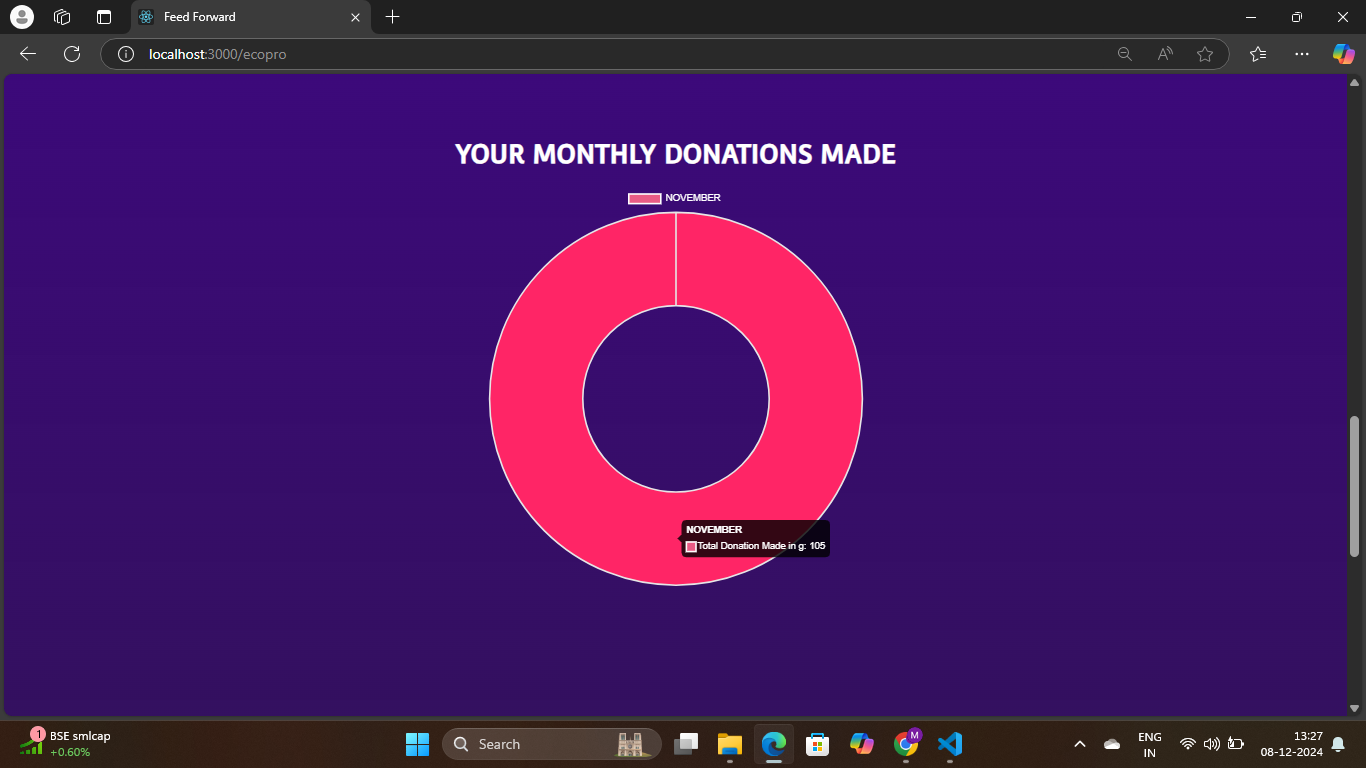 Feed Forward
localhost:3000/ecopro
YOUR MONTHLY DONATIONS MADE
NOVEMBER
NOVEMBER
Total Donation Made in g: 105
1
BSE smlcap
+0.60%
Search
M
ENG
IN
13:27
08-12-2024